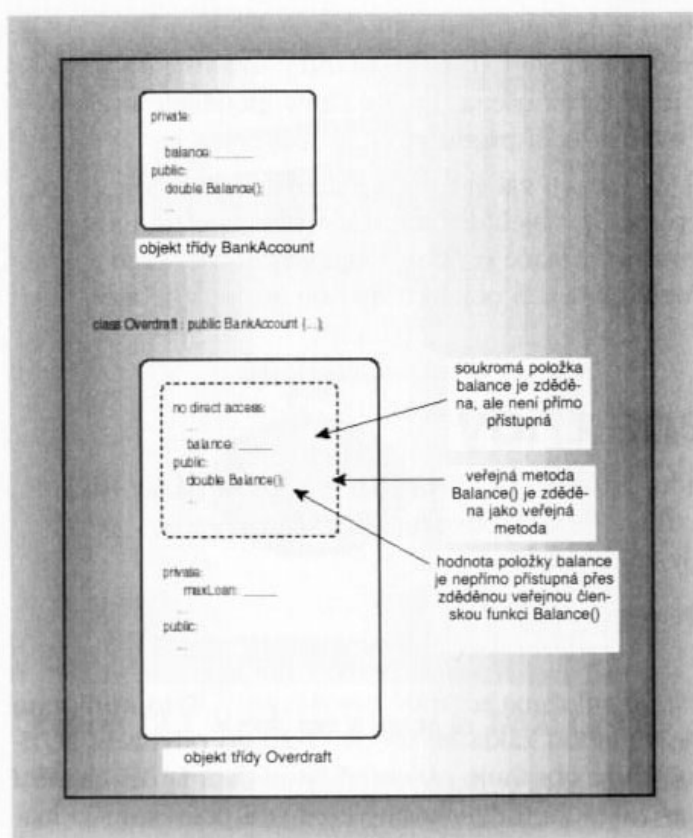 private:
...
balance: _____
public:
double Balance();
...
objekt třídy BankAccount
class Overdraft : public BankAccount {...};
no direct access:
...
balance: _____
public:
double Balance();
...
private:
maxLoan: _____
...
public:
...
objekt třídy Overdraft
soukromá položka
balance je zdědě-
na, ale není přímo
přístupná
veřejná metoda
Balance() je zdědě-
na jako veřejná
metoda
hodnota položky balance
je nepřímo přístupná přes
zděděnou veřejnou člen-
skou funkci Balance()